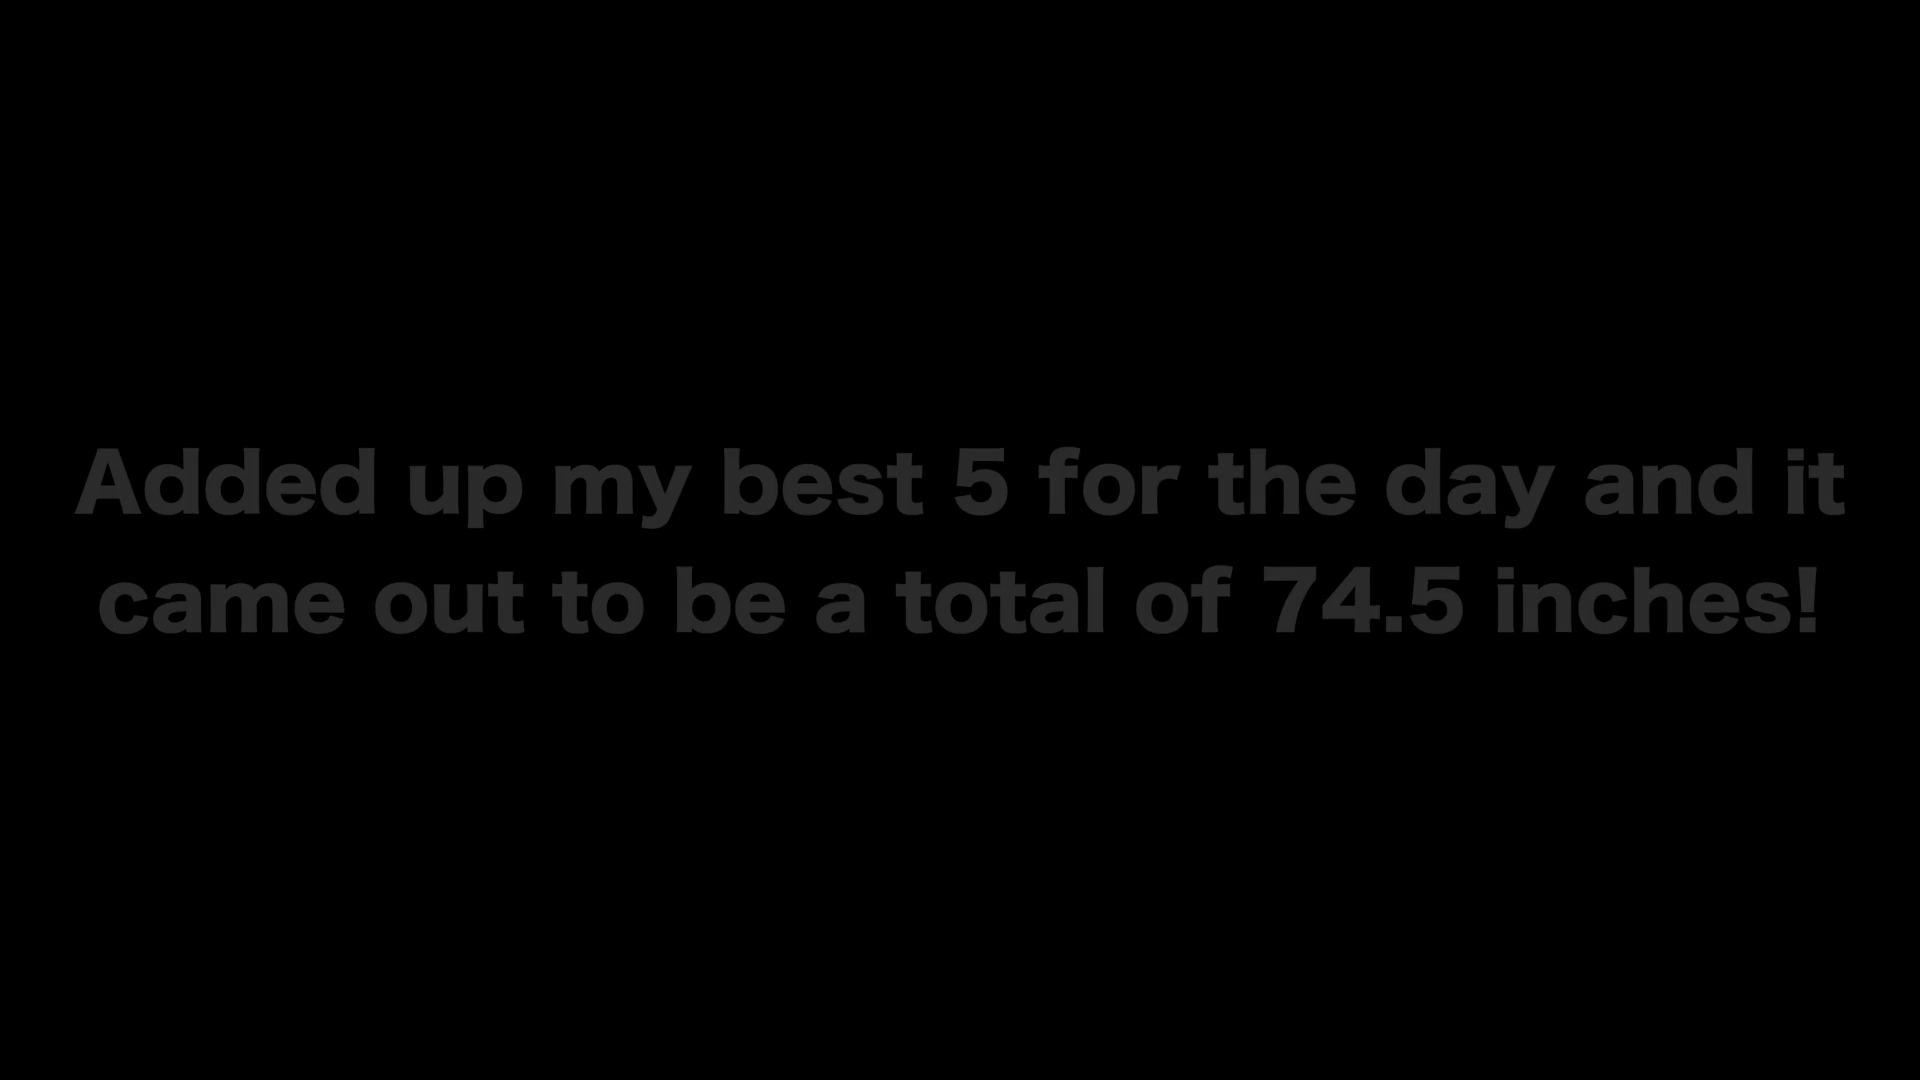 Added up my best 5 for the day and it
came out to be a total of 74.5 inches!